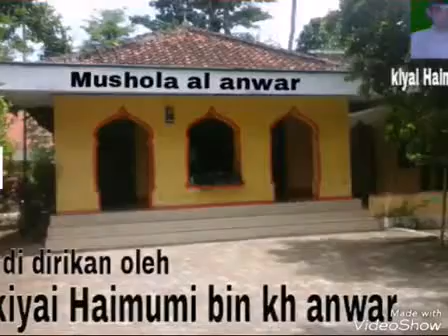 Mushola al anwar
kiyai Haim
di dirikan oleh
kiyai Haimumi bin kh anwar
Made with
VideoShow